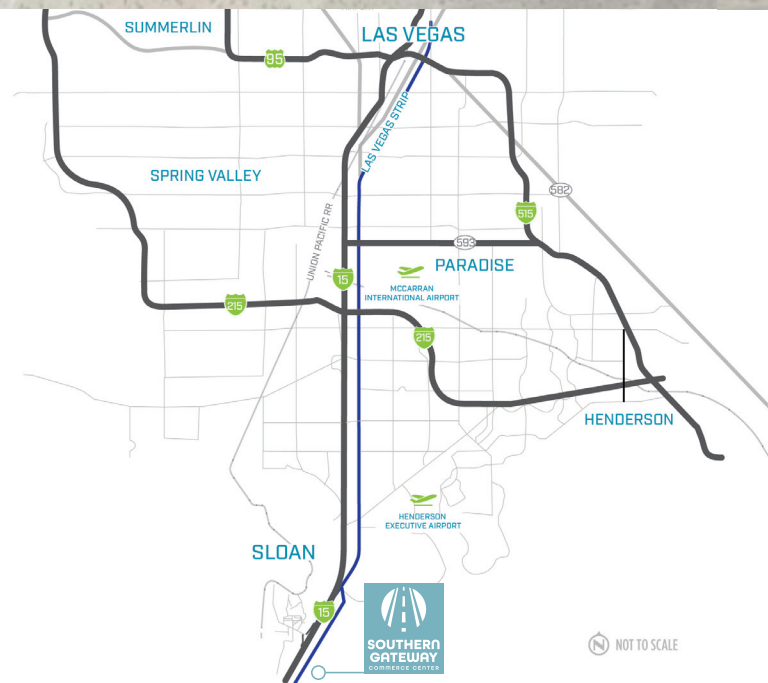 SUMMERLIN
LAS VEGAS
95
LAS VEGAS STRIP
SPRING VALLEY
582
515
UNION PACIFIC RR
593
PARADISE
15
MCCARRAN
INTERNATIONAL AIRPORT
215
215
HENDERSON
HENDERSON
EXECUTIVE AIRPORT
SLOAN
15
SOUTHERN
GATEWAY
COMMERCE CENTER
N NOT TO SCALE